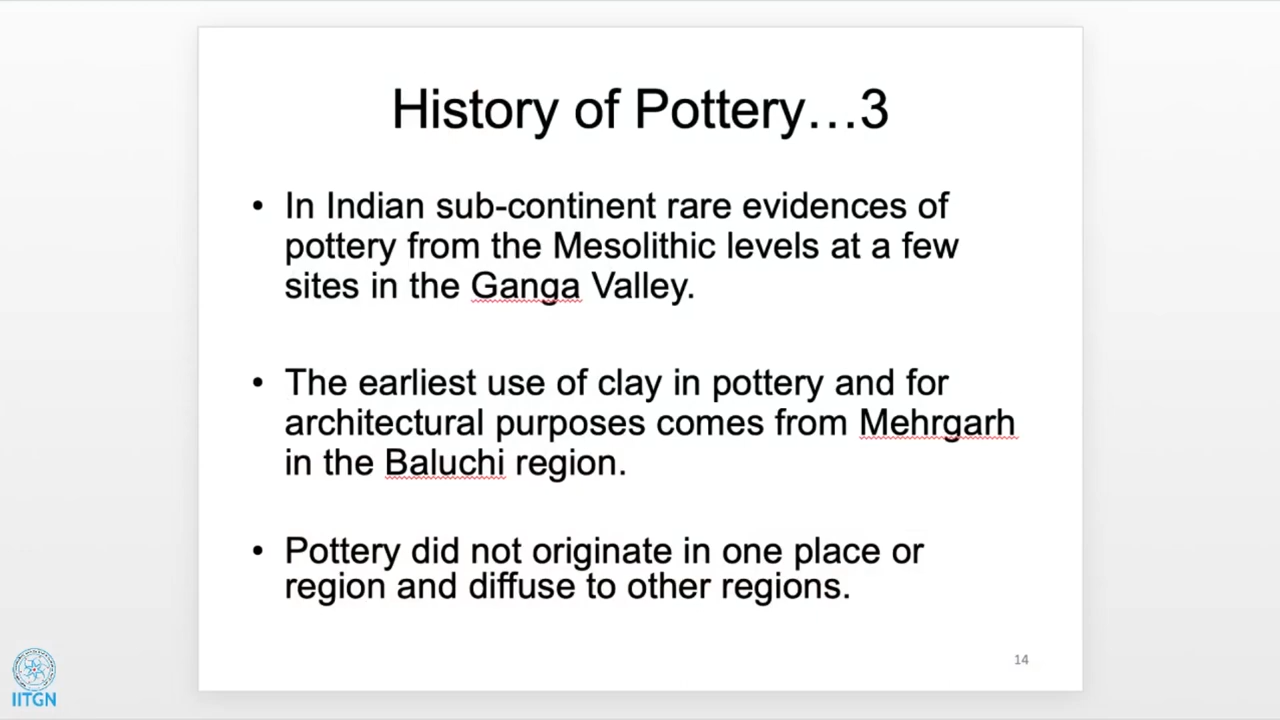 History of Pottery…3
• In Indian sub-continent rare evidences of
pottery from the Mesolithic levels at a few
sites in the Ganga Valley.
• The earliest use of clay in pottery and for
architectural purposes comes from Mehrgarh
in the Baluchi region.
• Pottery did not originate in one place or
region and diffuse to other regions.
14
IITGN